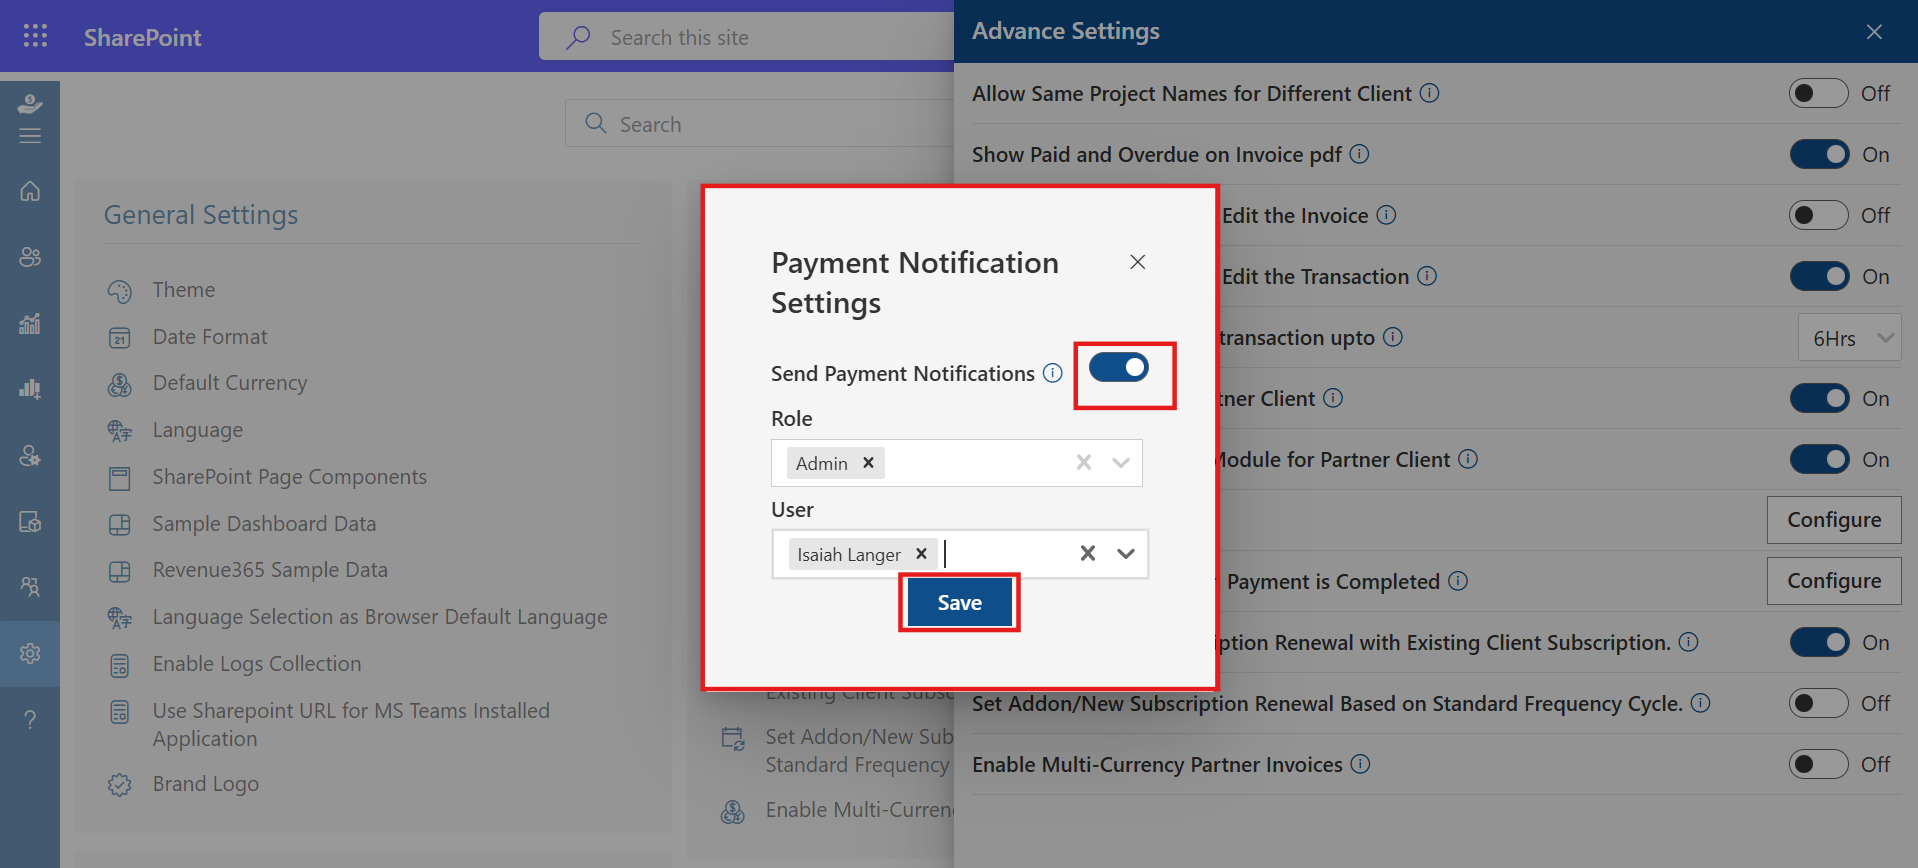 SharePoint
Search this site
Search
General Settings
Theme
21
Date Format
Default Currency
Language
SharePoint Page Components
Sample Dashboard Data
Revenue365 Sample Data
Language Selection as Browser Default Language
Enable Logs Collection
Use Sharepoint URL for MS Teams Installed
Application
Brand Logo
Existing Client Subsc
Set Addon/New Sub
Standard Frequency
Enable Multi-Curren
Payment Notification
Settings
Send Payment Notifications
Role
Admin
User
Isaiah Langer
Save
Advance Settings
Allow Same Project Names for Different Client
Off
Show Paid and Overdue on Invoice pdf
On
Edit the Invoice
Off
Edit the Transaction
On
transaction upto
6Hrs
tner Client
On
Module for Partner Client
On
Configure
Payment is Completed
Configure
iption Renewal with Existing Client Subscription.
On
Set Addon/New Subscription Renewal Based on Standard Frequency Cycle.
Off
Enable Multi-Currency Partner Invoices
Off